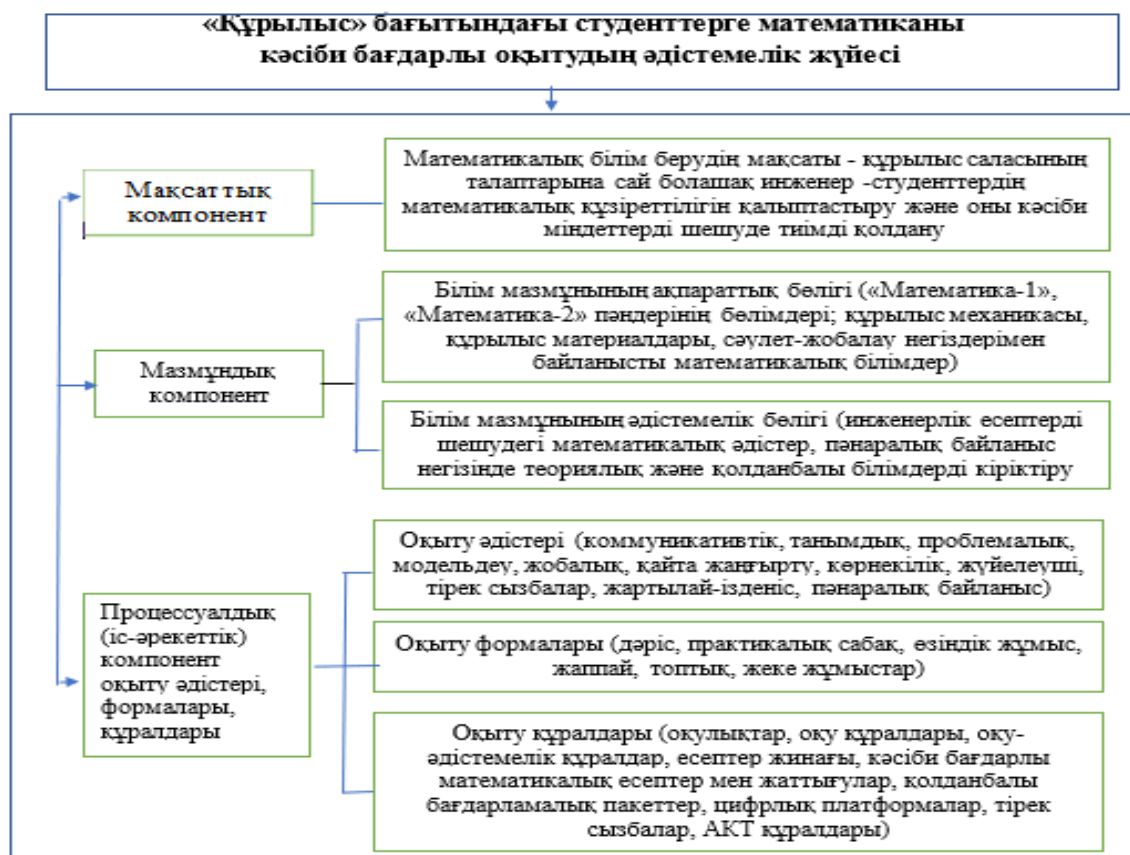 «Құрылыс» бағытындағы студенттерге математиканы
кәсіби бағдарлы оқытудың әдістемелік жүйесі
Мақсаттық
компонент
Математикалық білім берудің мақсаты - құрылыс саласының
талаптарына сай болашақ инженер -студенттердің
математикалық құзіреттілігін қалыптастыру және оны кәсіби
міндеттерді шешуде тиімді қолдану
Мазмұндық
компонент
Білім мазмұнының ақпараттық бөлігі («Математика-1»,
«Математика-2» пәндерінің бөлімдері; құрылыс механикасы,
құрылыс материалдары, сәулет-жобалау негіздерімен
байланысты математикалық білімдер)
Білім мазмұнының әдістемелік бөлігі (инженерлік есептерді
шешудегі математикалық әдістер, пәнаралық байланыс
негізінде теориялық және қолданбалы білімдерді кіріктіру
Процессуалдық
(іс-әрекеттік)
компонент
оқыту әдістері,
формалары,
құралдары
Оқыту әдістері (коммуникативтік, танымдық, проблемалық,
модельдеу, жобалық, қайта жаңғырту, көрнекілік, жүйелеуші,
тірек сызбалар, жартылай-ізденіс, пәнаралық байланыс)
Оқыту формалары (дәріс, практикалық сабақ, өзіндік жұмыс,
жаппай, топтық, жеке жұмыстар)
Оқыту құралдары (оқулықтар, оқу құралдары, оқу-
әдістемелік құралдар, есептер жинағы, кәсіби бағдарлы
математикалық есептер мен жаттығулар, қолданбалы
бағдарламалық пакеттер, цифрлық платформалар, тірек
сызбалар, АКТ құралдары)